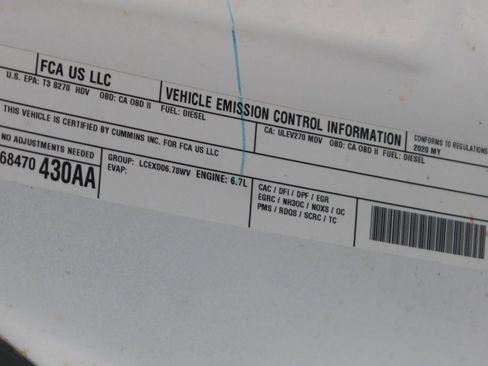 FCA US LLC
VEHICLE EMISSION CONTROL INFORMATION
CONFORMS TO REGULATIONS
2020 MY
U.S. EPA: T3 B270 HDV OBD: CA OBD II FUEL: DIESEL
CA: ULEV270 MDV OBD: CA OBD II FUEL: DIESEL
THIS VEHICLE IS CERTIFIED BY CUMMINS INC. FOR FCA US LLC
NO ADJUSTMENTS NEEDED
68470 430AA
GROUP: LCEXD06.78WV ENGINE: 6.7L
EVAP:
CAC / DFI / DPF / EGR
EGRC / NH3OC / NOXS / OC
PMS / RDQS / SCRC / TC